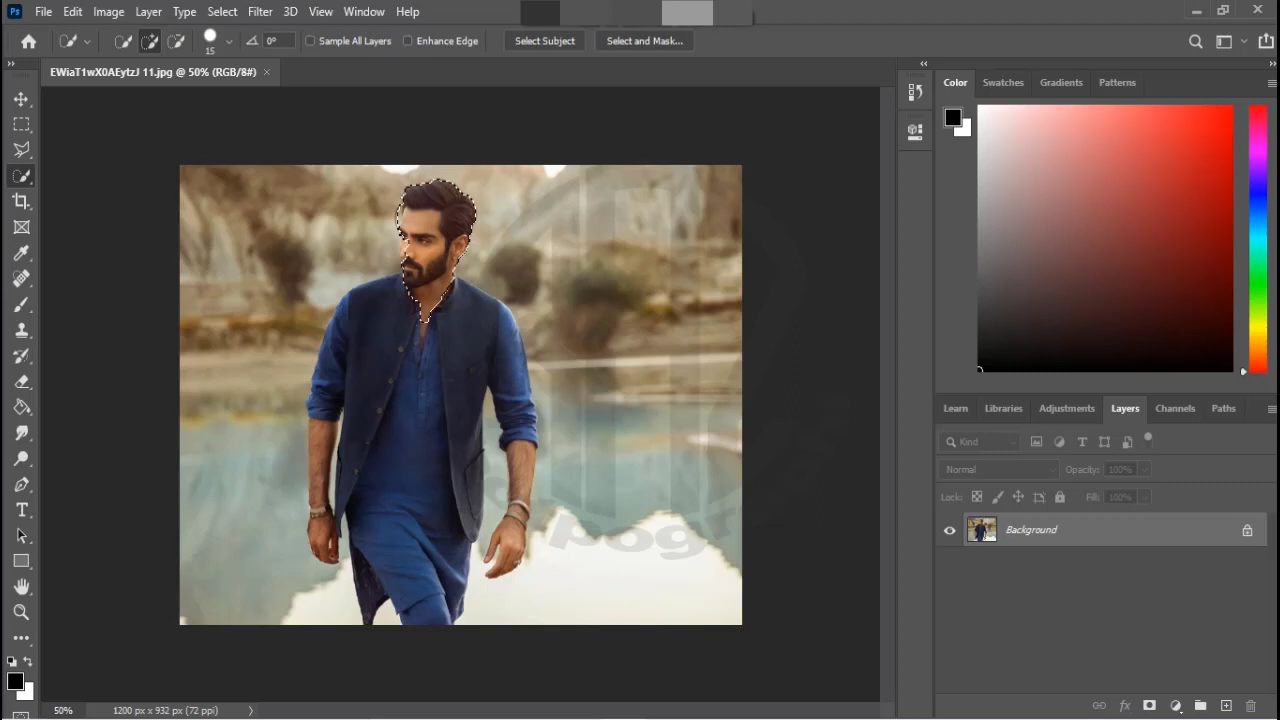 Ps File Edit Image Layer Type Select Filter 3D View Window Help
15 0° Sample All Layers Enhance Edge Select Subject Select and Mask...
EWiaT1wX0AEytzJ 11.jpg @ 50% (RGB/8#) ×
Color Swatches Gradients Patterns
Learn Libraries Adjustments Layers Channels Paths
Kind
Normal Opacity: 100%
Lock: Fill: 100%
Background
fx
50% 1200 px x 932 px (72 ppi)